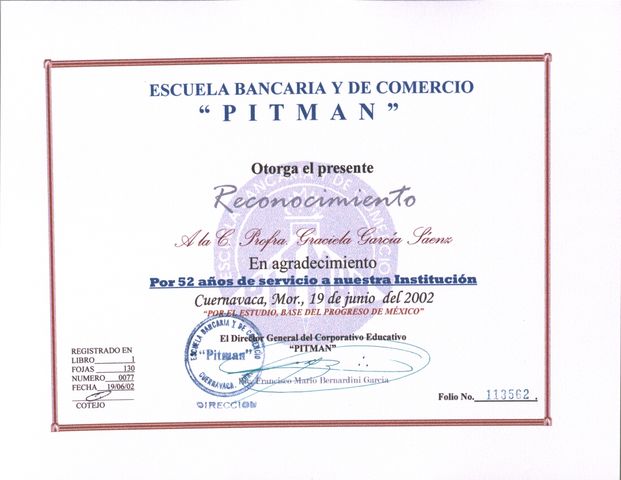 ESCUELA BANCARIA Y DE COMERCIO
“ P I T M A N ”
Otorga el presente
Reconocimiento
A la C. Profra. Graciela García Sáenz
En agradecimiento
Por 52 años de servicio a nuestra Institución
Cuernavaca, Mor., 19 de junio del 2002
“POR EL ESTUDIO, BASE DEL PROGRESO DE MÉXICO”
El Director General del Corporativo Educativo
“PITMAN”
Francisco Mario Bernardini García
ESCUELA BANCARIA Y DE COMERCIO
“Pitman”
CUERNAVACA,
DIRECCION
REGISTRADO EN
LIBRO 1
FOJAS 130
NUMERO 0077
FECHA 19/06/02
COTEJO
Folio No. 113562 .